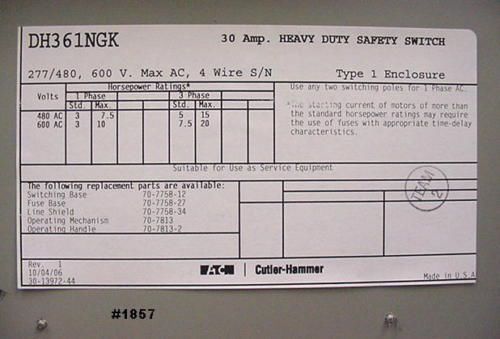 DH361NGK
30 Amp. HEAVY DUTY SAFETY SWITCH
277/480, 600 V. Max AC, 4 Wire S/N
Type 1 Enclosure
Horsepower Ratings*
Volts 1 Phase 3 Phase
Std. Max. Std. Max.
480 AC 3 7.5 5 15
600 AC 3 10 7.5 20
Use any two switching poles for 1 Phase AC.
*The starting current of motors of more than
the standard horsepower ratings may require
the use of fuses with appropriate time-delay
characteristics.
Suitable for Use as Service Equipment
The following replacement parts are available:
Switching Base 70-7758-12
Fuse Base 70-7758-27
Line Shield 70-7758-34
Operating Mechanism 70-7813
Operating Handle 70-7813-2
TEAM
2
Rev. 1
10/04/06
30-13972-44
EATON Cutler-Hammer
Made in U.S.A
#1857